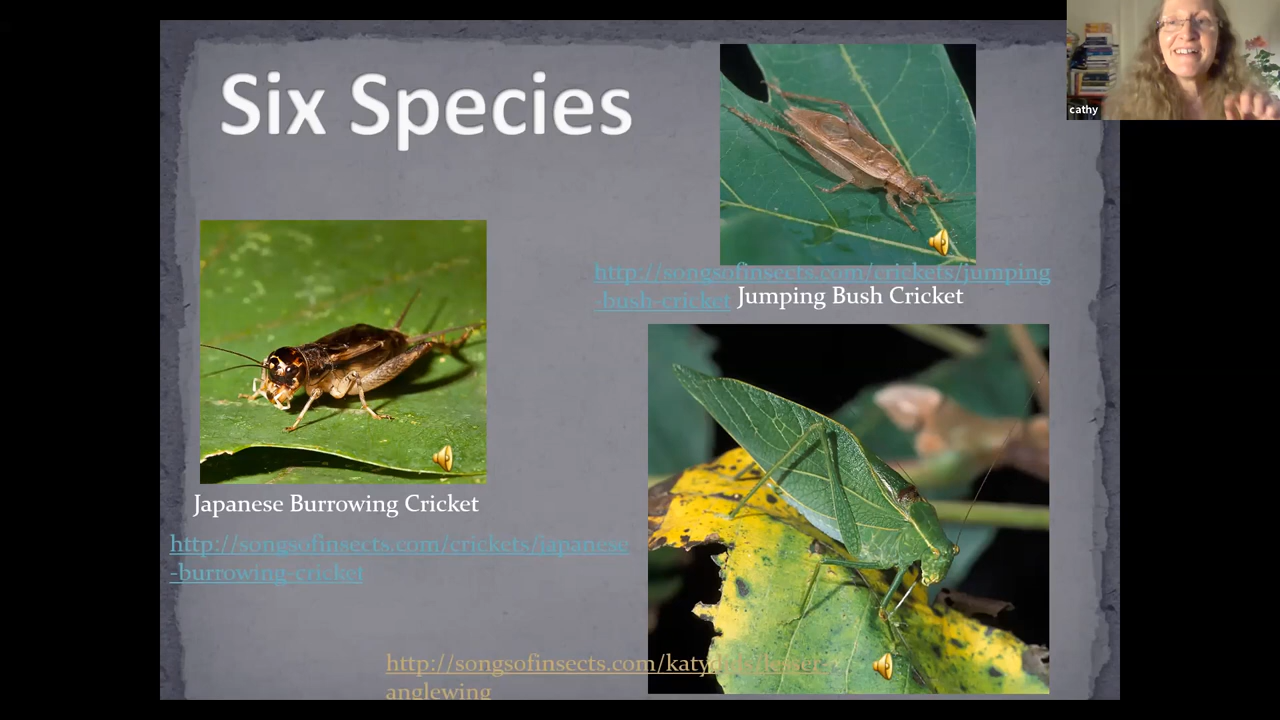 Six Species
cathy
http://songsofinsects.com/crickets/jumping
-bush-cricket
Jumping Bush Cricket
Japanese Burrowing Cricket
http://songsofinsects.com/crickets/japanese
-burrowing-cricket
http://songsofinsects.com/katydids/lesser-
anglewing